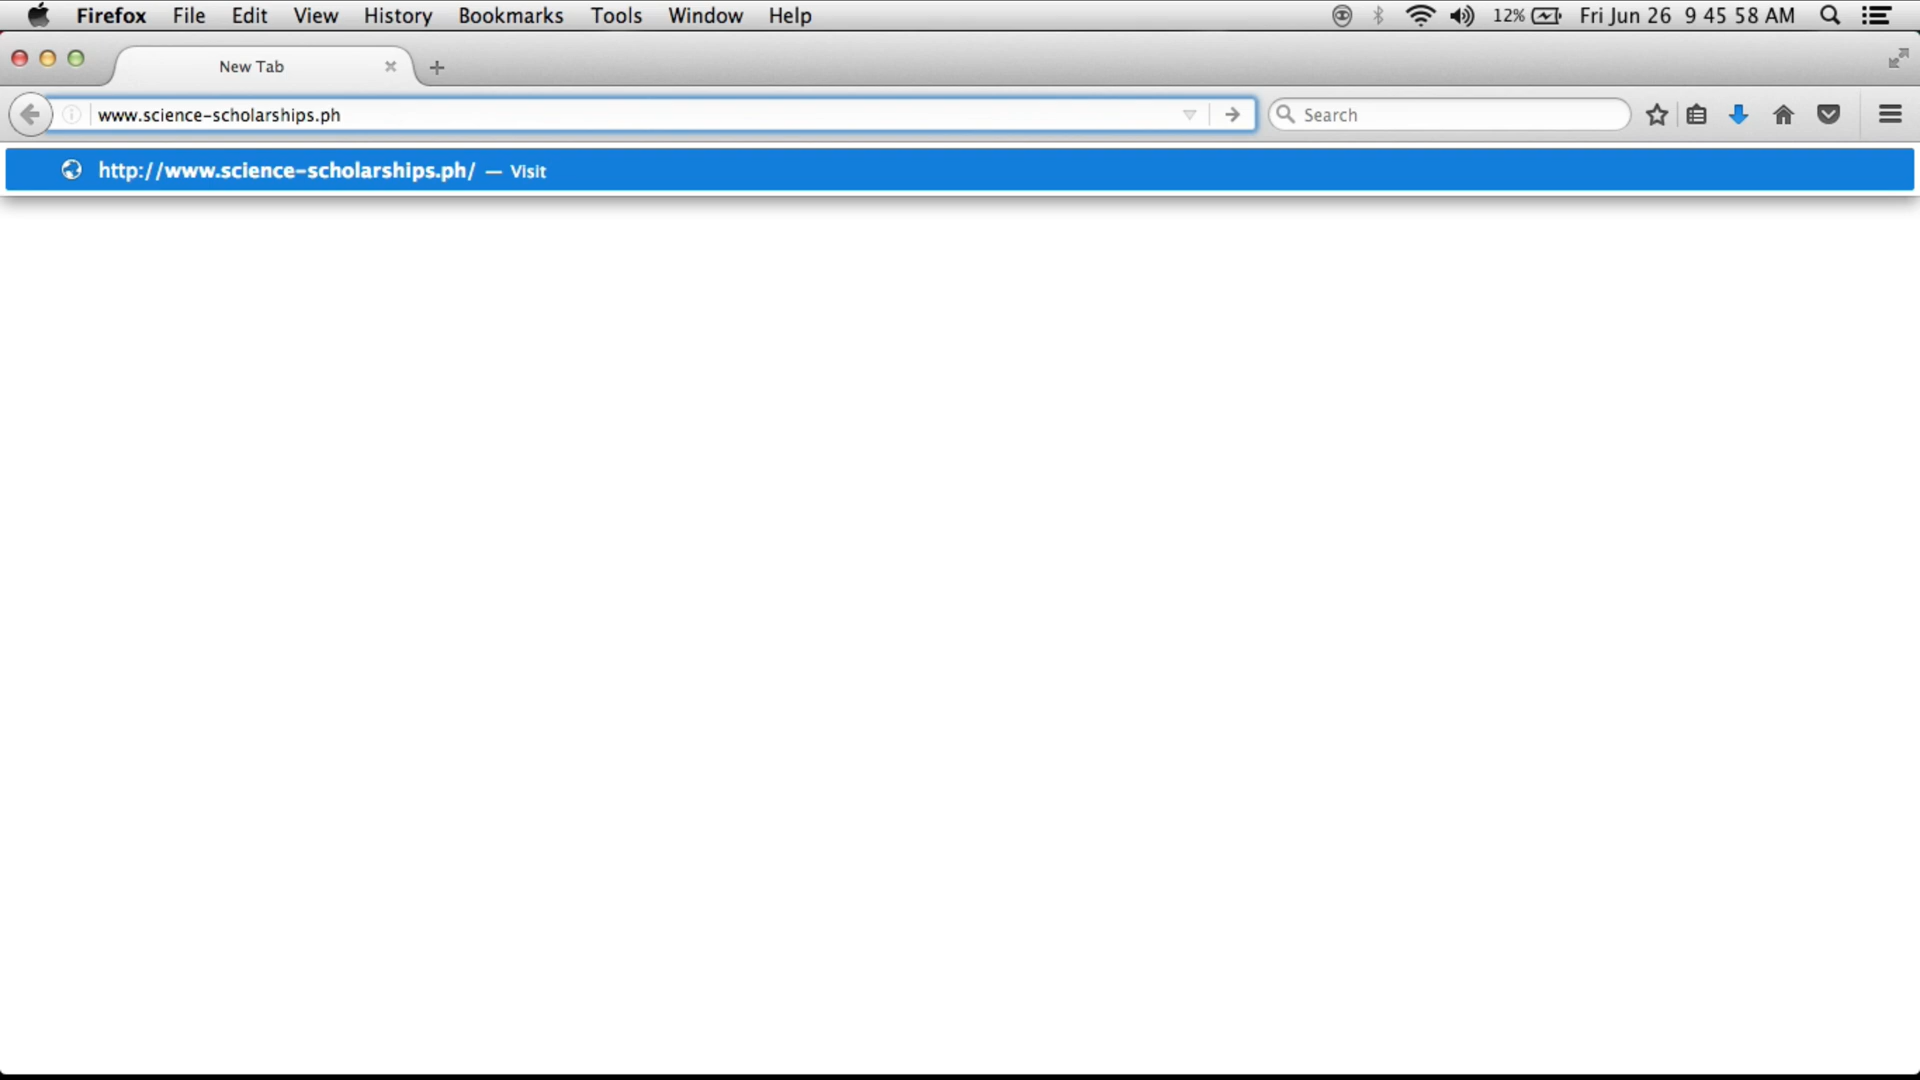 Firefox File Edit View History Bookmarks Tools Window Help 12% Fri Jun 26 9 45 58 AM
New Tab
www.science-scholarships.ph Search
http://www.science-scholarships.ph/ — Visit